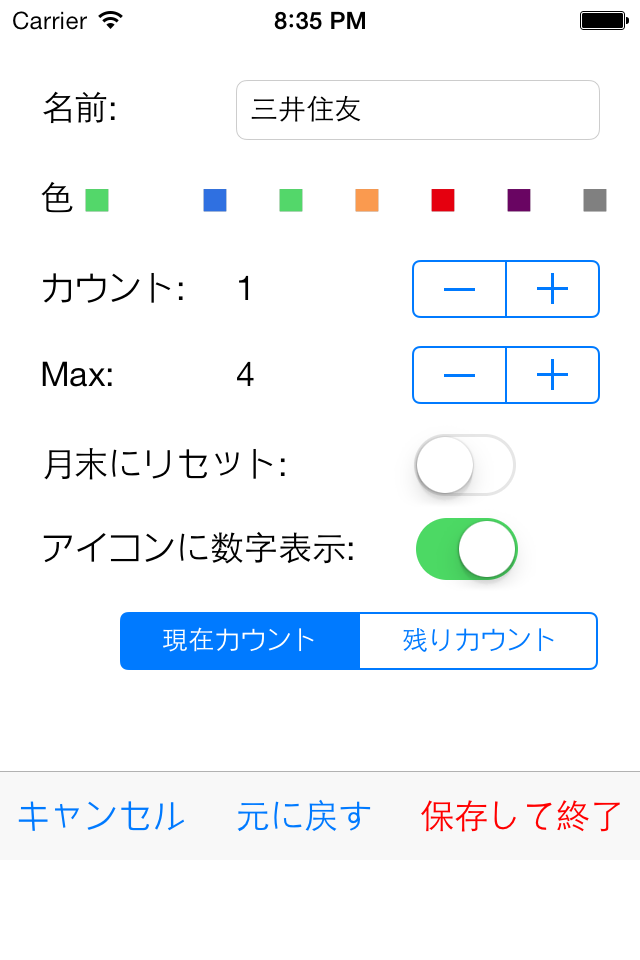 Carrier 8:35 PM
名前: 三井住友
色
カウント: 1
Max: 4
月末にリセット:
アイコンに数字表示:
現在カウント 残りカウント
キャンセル 元に戻す 保存して終了